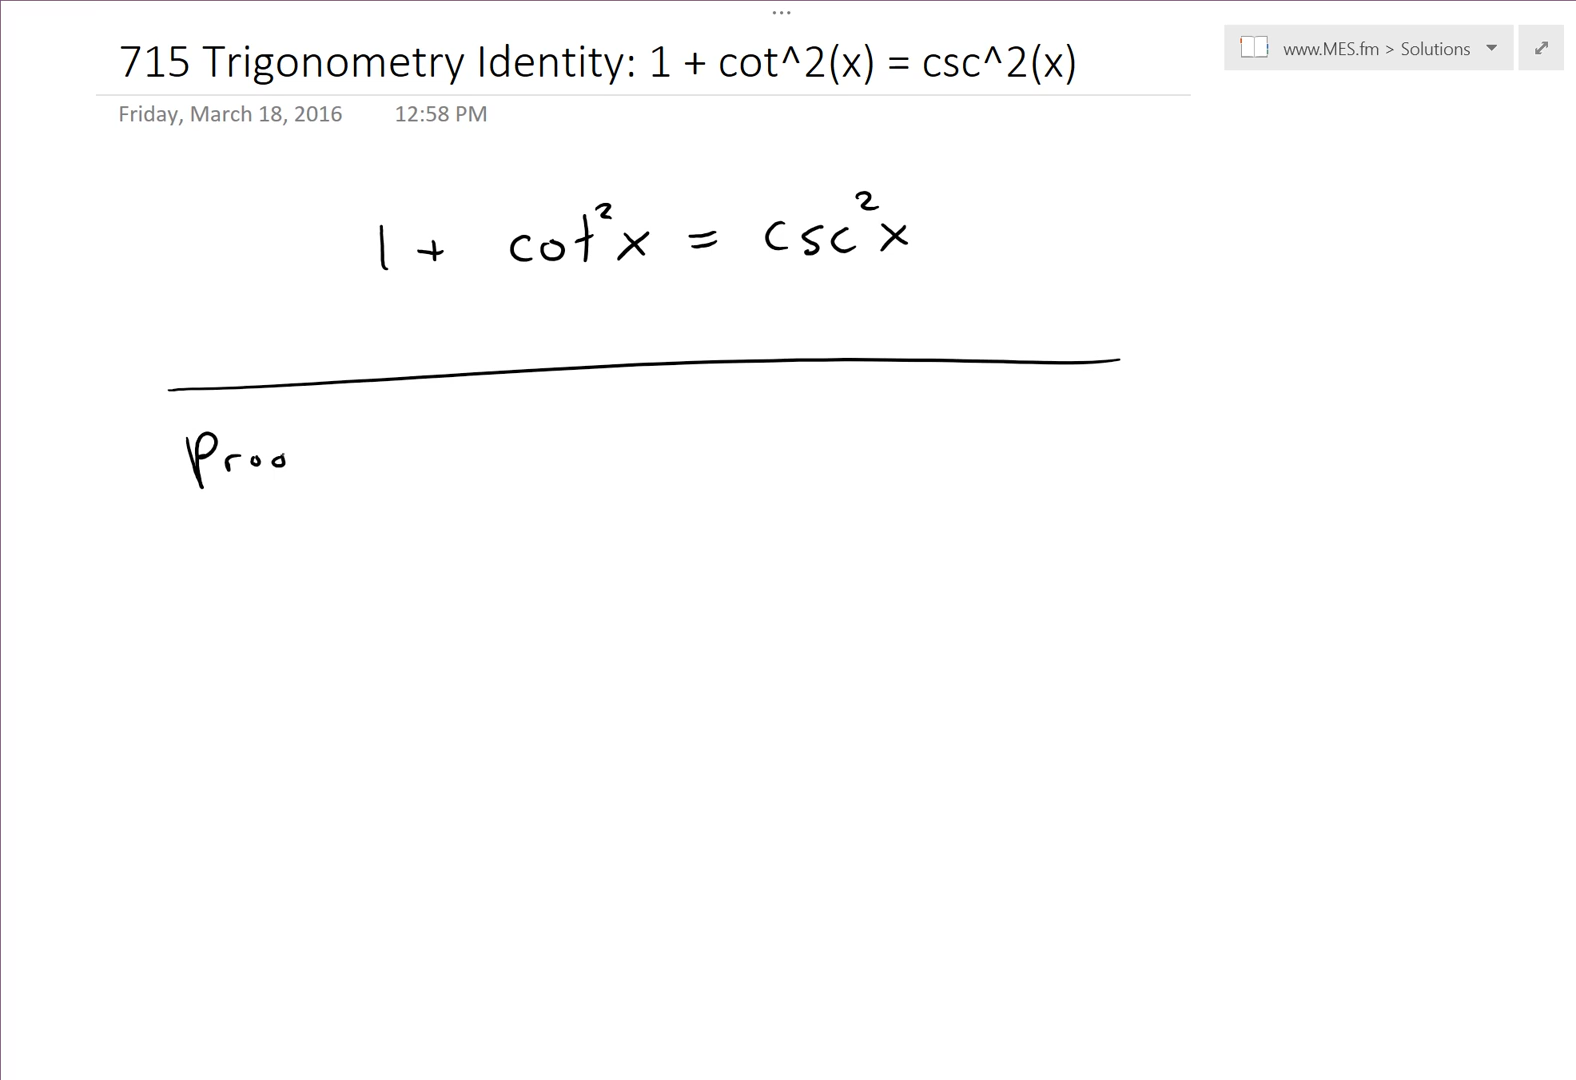 715 Trigonometry Identity: 1 + cot^2(x) = csc^2(x)
www.MES.fm > Solutions
Friday, March 18, 2016 12:58 PM
1 + cot²x = csc²x
Proo